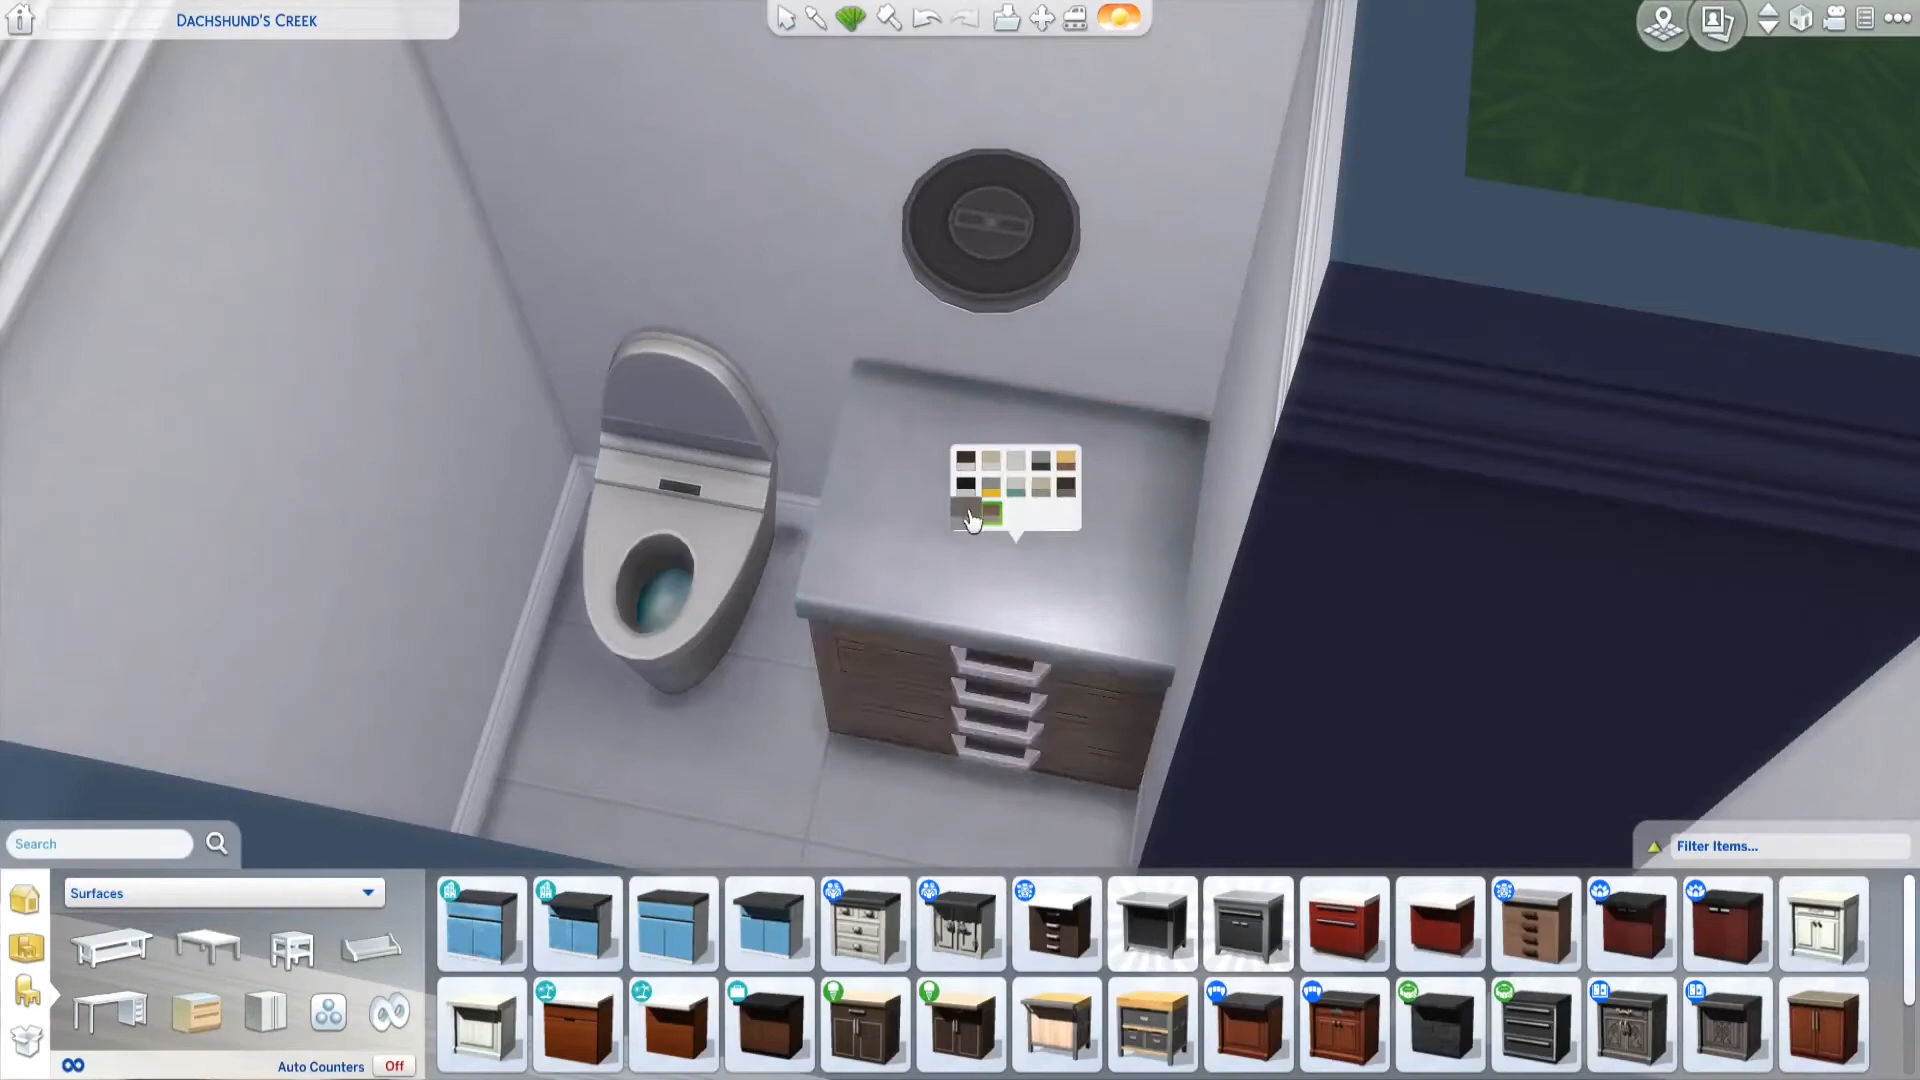 Dachshund's Creek
Search
Filter Items...
Surfaces
Auto Counters Off